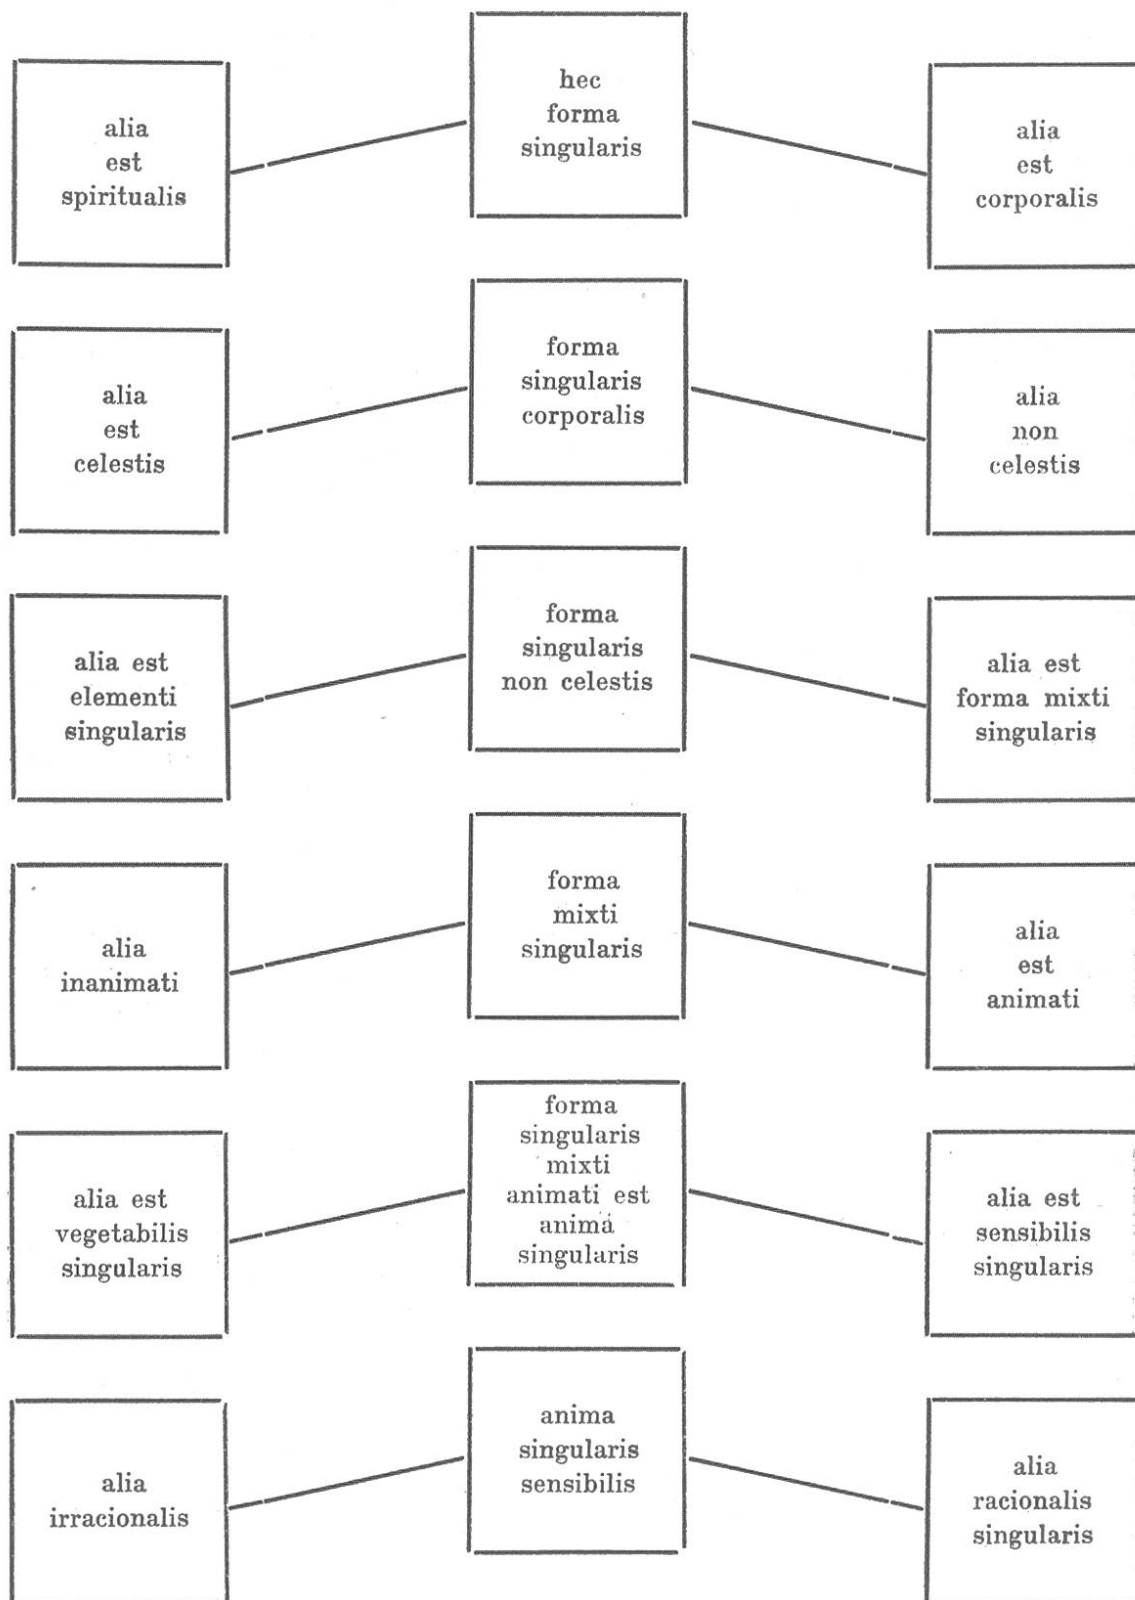 alia
est
spiritualis
hec
forma
singularis
alia
est
corporalis
alia
est
celestis
forma
singularis
corporalis
alia
non
celestis
alia est
elementi
singularis
forma
singularis
non celestis
alia est
forma mixti
singularis
alia
inanimati
forma
mixti
singularis
alia
est
animati
alia est
vegetabilis
singularis
forma
singularis
mixti
animati est
anima
singularis
alia est
sensibilis
singularis
alia
irracionalis
anima
singularis
sensibilis
alia
racionalis
singularis